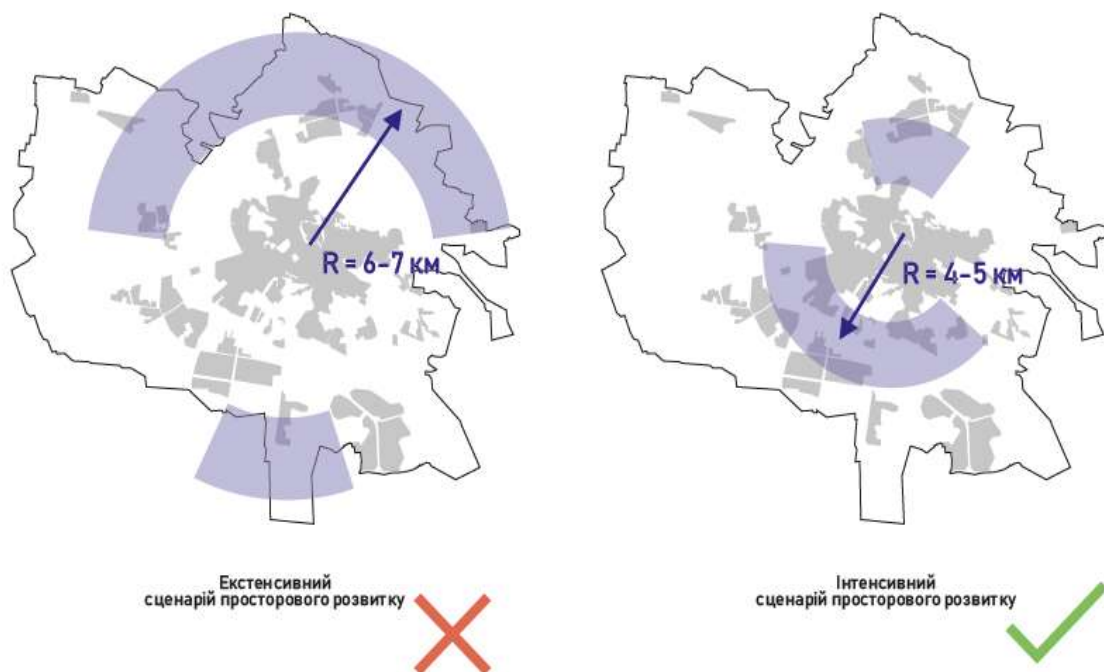 R = 6–7 км
R = 4–5 км
Екстенсивний
сценарій просторового розвитку
Інтенсивний
сценарій просторового розвитку